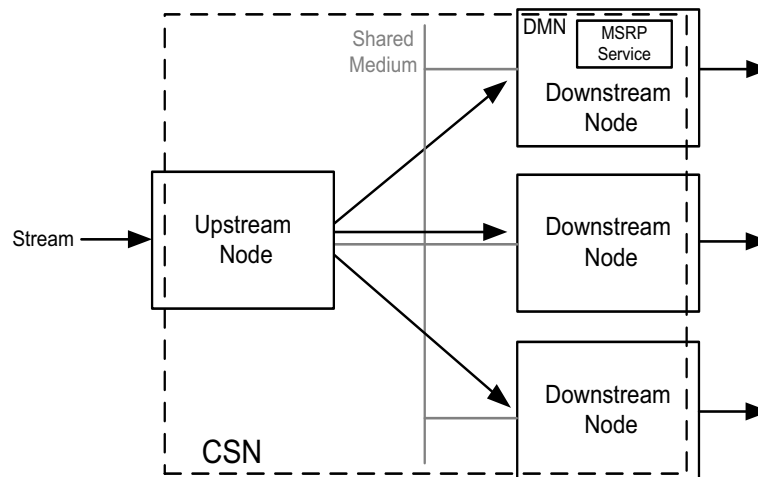 Shared
Medium
DMN
MSRP
Service
Downstream
Node
Stream
Upstream
Node
Downstream
Node
Downstream
Node
CSN